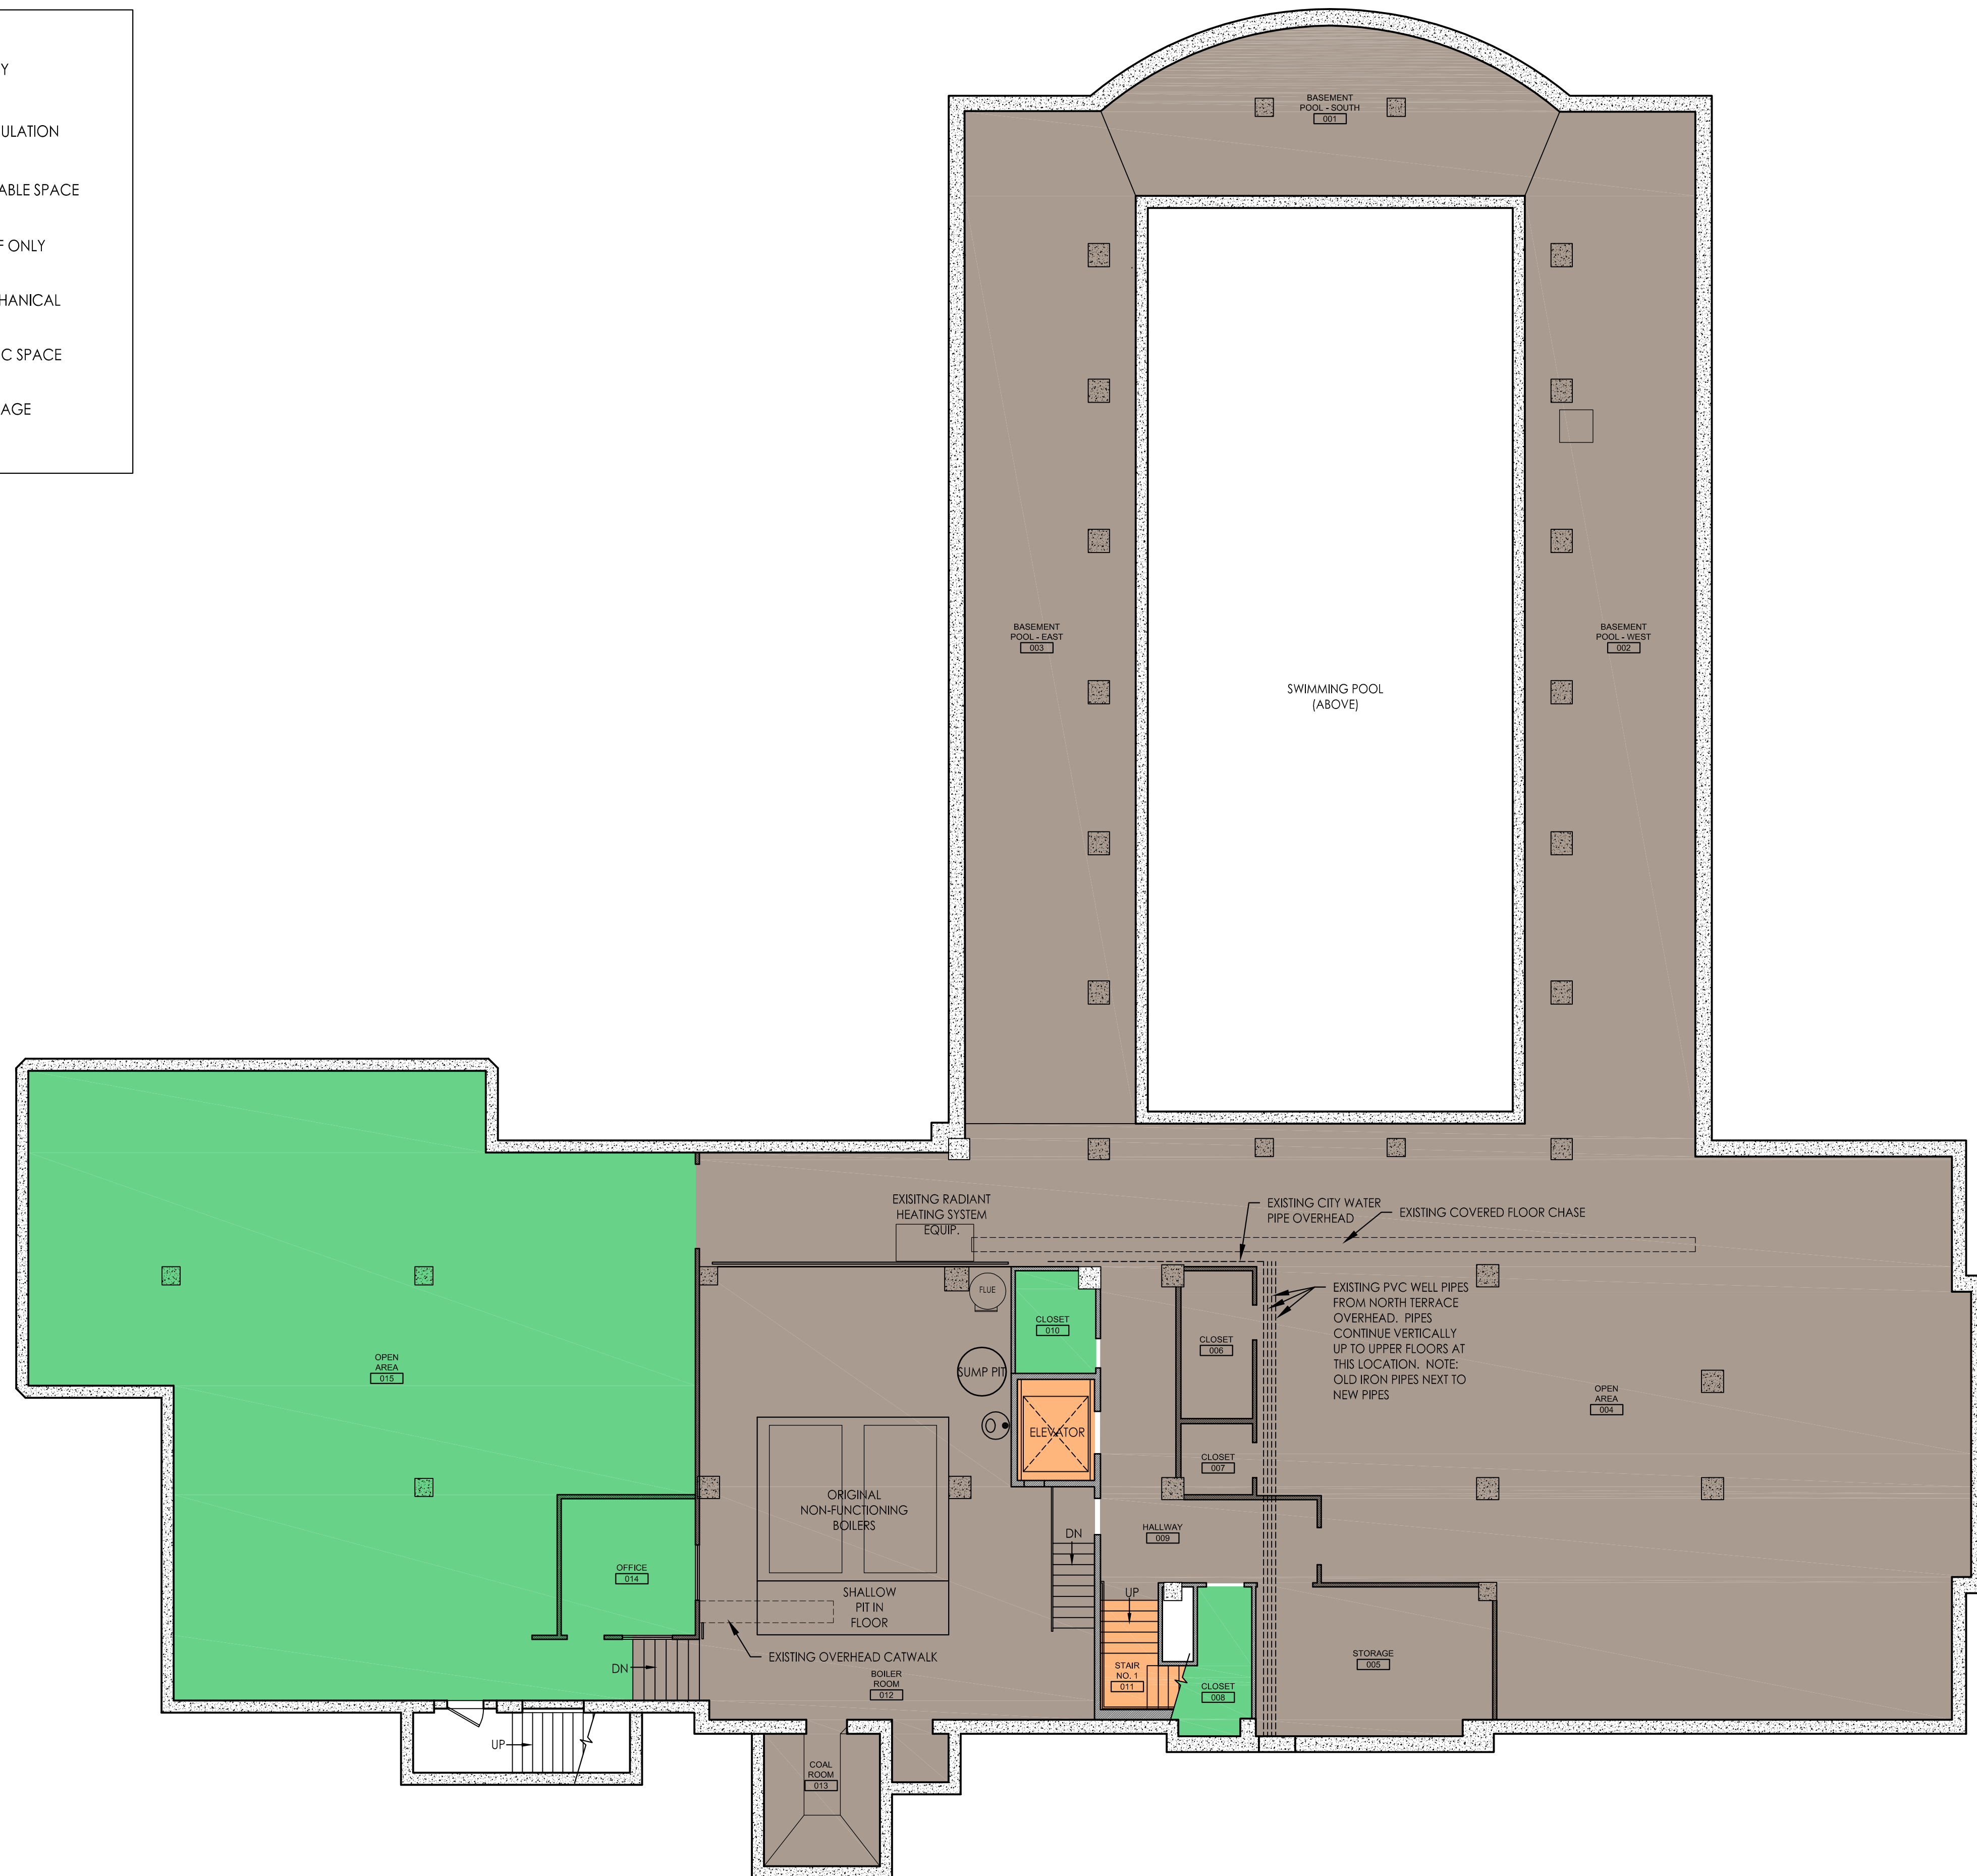 Y
ULATION
ABLE SPACE
F ONLY
HANICAL
C SPACE
AGE
BASEMENT
POOL - SOUTH
001
BASEMENT
POOL - EAST
003
BASEMENT
POOL - WEST
002
SWIMMING POOL
(ABOVE)
EXISITNG RADIANT
HEATING SYSTEM
EQUIP.
EXISTING CITY WATER
PIPE OVERHEAD
EXISTING COVERED FLOOR CHASE
FLUE
CLOSET
010
CLOSET
006
EXISTING PVC WELL PIPES
FROM NORTH TERRACE
OVERHEAD. PIPES
CONTINUE VERTICALLY
UP TO UPPER FLOORS AT
THIS LOCATION. NOTE:
OLD IRON PIPES NEXT TO
NEW PIPES
OPEN
AREA
015
SUMP PIT
OPEN
AREA
004
ELEVATOR
CLOSET
007
ORIGINAL
NON-FUNCTIONING
BOILERS
DN
HALLWAY
009
OFFICE
014
SHALLOW
PIT IN
FLOOR
UP
EXISTING OVERHEAD CATWALK
DN
STAIR
NO. 1
011
STORAGE
005
BOILER
ROOM
012
CLOSET
008
UP
COAL
ROOM
013